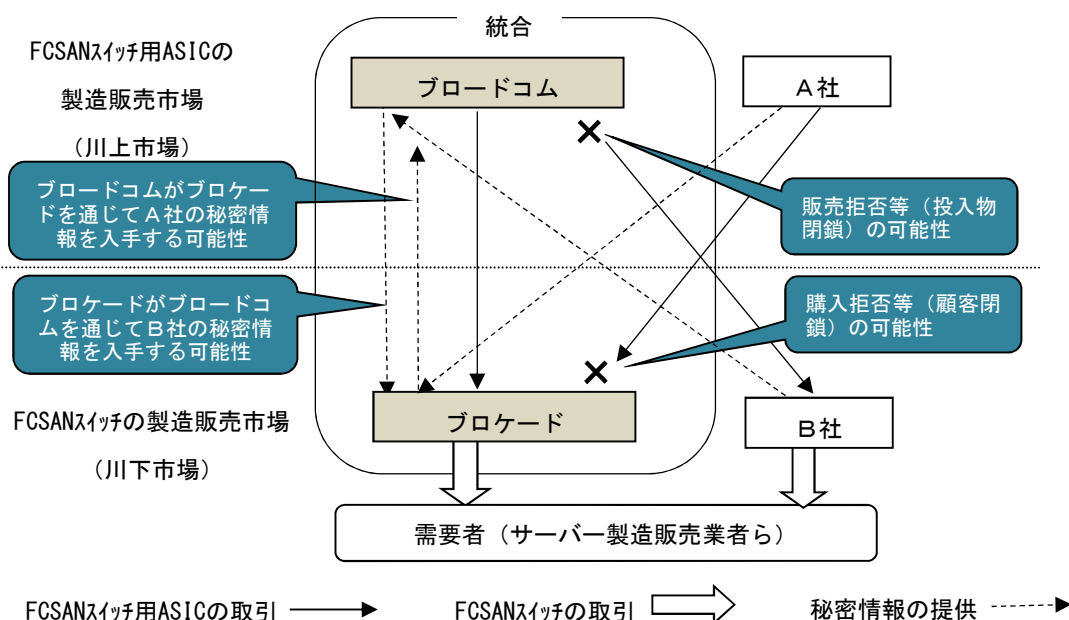 統合
FCSANｽｲｯﾁ用ASICの
製造販売市場
（川上市場）
ブロードコム
A社
ブロードコムがブロケー
ドを通じてA社の秘密情
報を入手する可能性
販売拒否等（投入物
閉鎖）の可能性
ブロケードがブロードコ
ムを通じてB社の秘密情
報を入手する可能性
購入拒否等（顧客閉
鎖）の可能性
FCSANｽｲｯﾁの製造販売市場
（川下市場）
ブロケード
B社
需要者（サーバー製造販売業者ら）
FCSANｽｲｯﾁ用ASICの取引
FCSANｽｲｯﾁの取引
秘密情報の提供